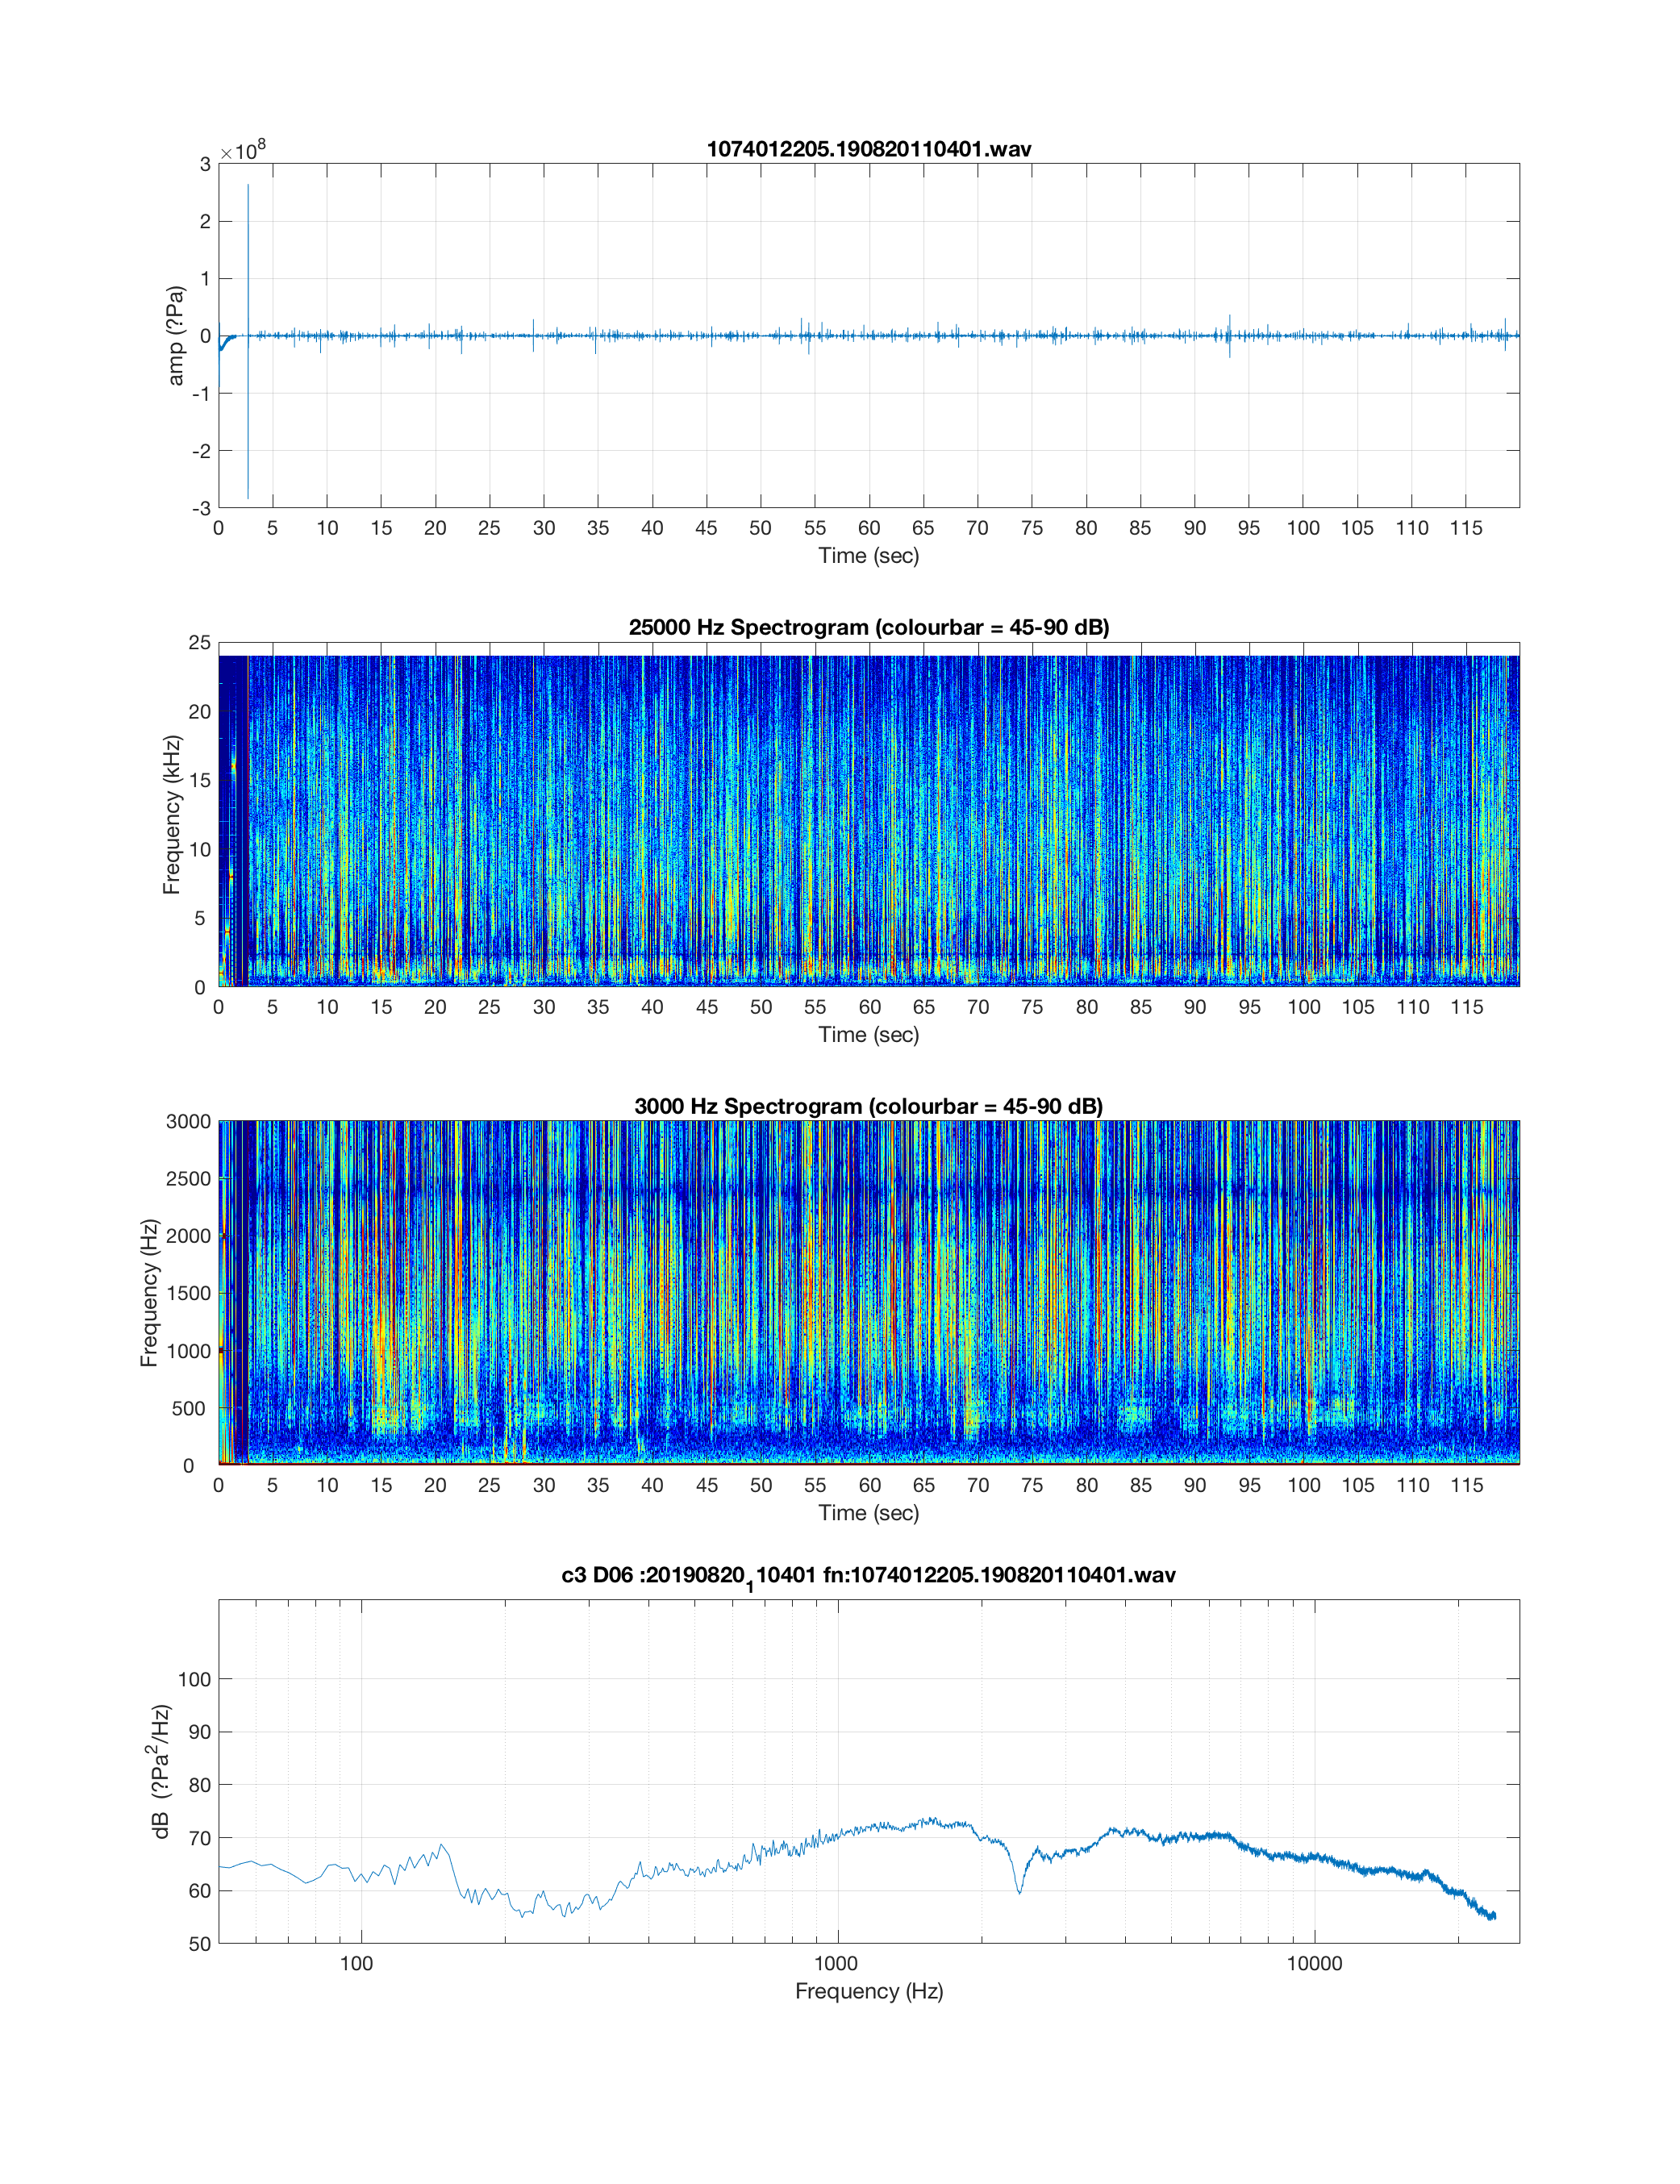 1074012205.190820110401.wav
×10^8
3
2
1
0
-1
-2
-3
amp (?Pa)
0 5 10 15 20 25 30 35 40 45 50 55 60 65 70 75 80 85 90 95 100 105 110 115
Time (sec)
25000 Hz Spectrogram (colourbar = 45-90 dB)
25
20
15
10
5
0
Frequency (kHz)
0 5 10 15 20 25 30 35 40 45 50 55 60 65 70 75 80 85 90 95 100 105 110 115
Time (sec)
3000 Hz Spectrogram (colourbar = 45-90 dB)
3000
2500
2000
1500
1000
500
0
Frequency (Hz)
0 5 10 15 20 25 30 35 40 45 50 55 60 65 70 75 80 85 90 95 100 105 110 115
Time (sec)
c3 D06 :20190820_110401 fn:1074012205.190820110401.wav
100
90
80
70
60
50
dB (?Pa^2/Hz)
100 1000 10000
Frequency (Hz)